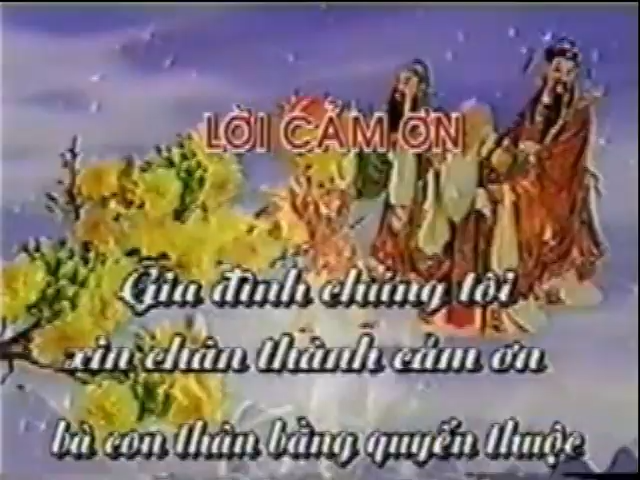 LỜI CẢM ƠN
Gia đình chúng tôi
xin chân thành cảm ơn
bà con thân bằng quyến thuộc